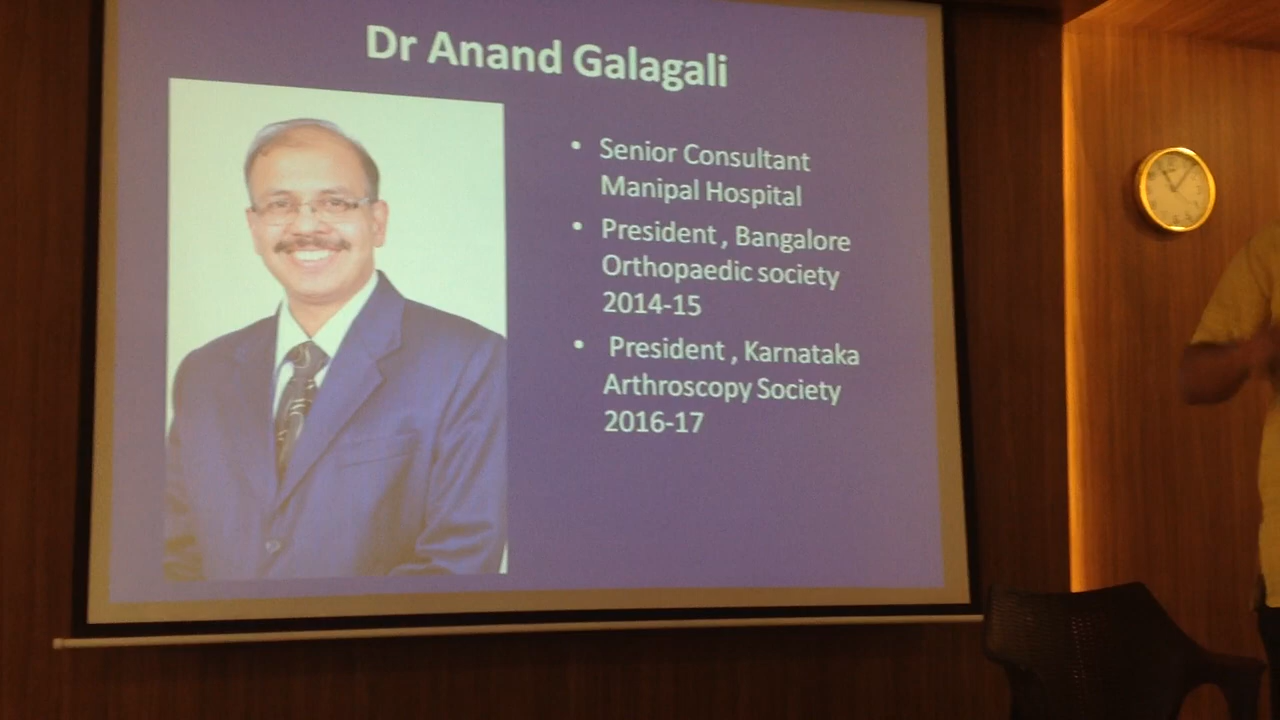 Dr Anand Galagali
• Senior Consultant
Manipal Hospital
• President , Bangalore
Orthopaedic society
2014-15
• President , Karnataka
Arthroscopy Society
2016-17